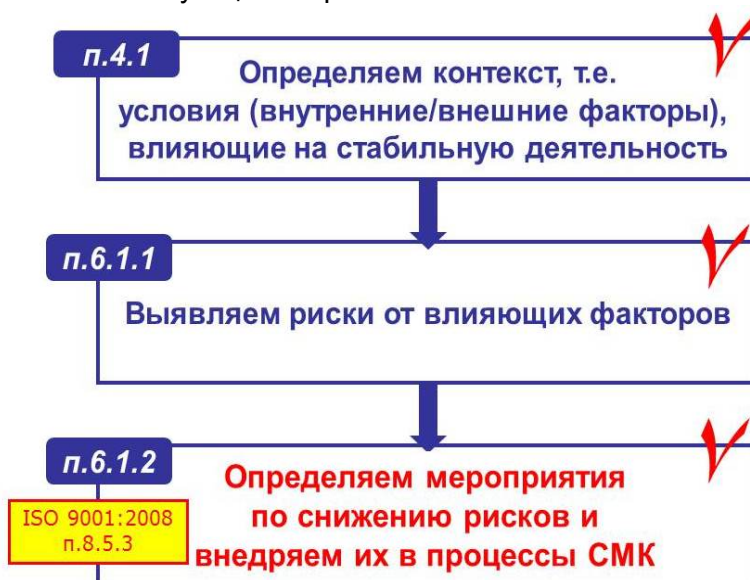 п.4.1
Определяем контекст, т.е.
условия (внутренние/внешние факторы),
влияющие на стабильную деятельность
п.6.1.1
Выявляем риски от влияющих факторов
п.6.1.2
Определяем мероприятия
по снижению рисков и
внедряем их в процессы СМК
ISO 9001:2008
п.8.5.3